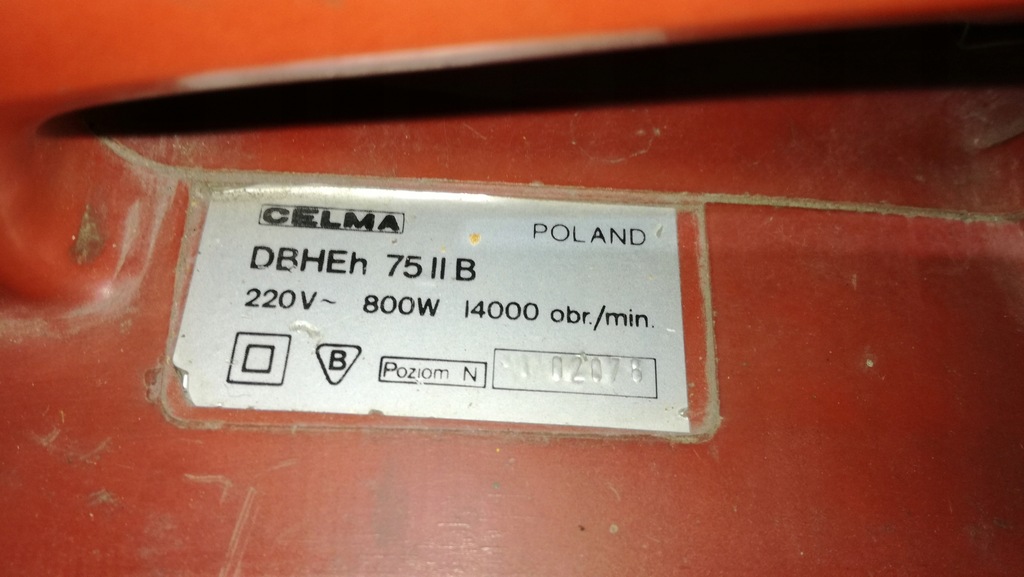 CELMA
POLAND
DBHEh 75 II B
220V~ 800W 14000 obr./min.
B
Poziom N